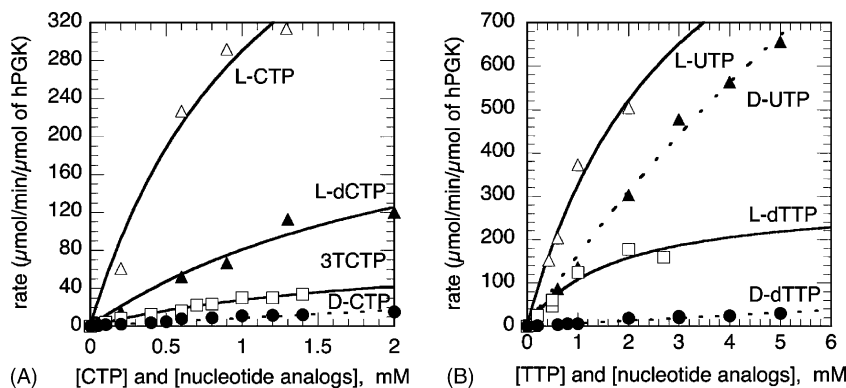 rate (μmol/min/μmol of hPGK)
320
280
240
200
160
120
80
40
0
L-CTP
L-dCTP
3TCTP
D-CTP
0 0.5 1 1.5 2
(A) [CTP] and [nucleotide analogs], mM
rate (μmol/min/μmol of hPGK)
700
600
500
400
300
200
100
0
L-UTP
D-UTP
L-dTTP
D-dTTP
0 1 2 3 4 5 6
(B) [TTP] and [nucleotide analogs], mM